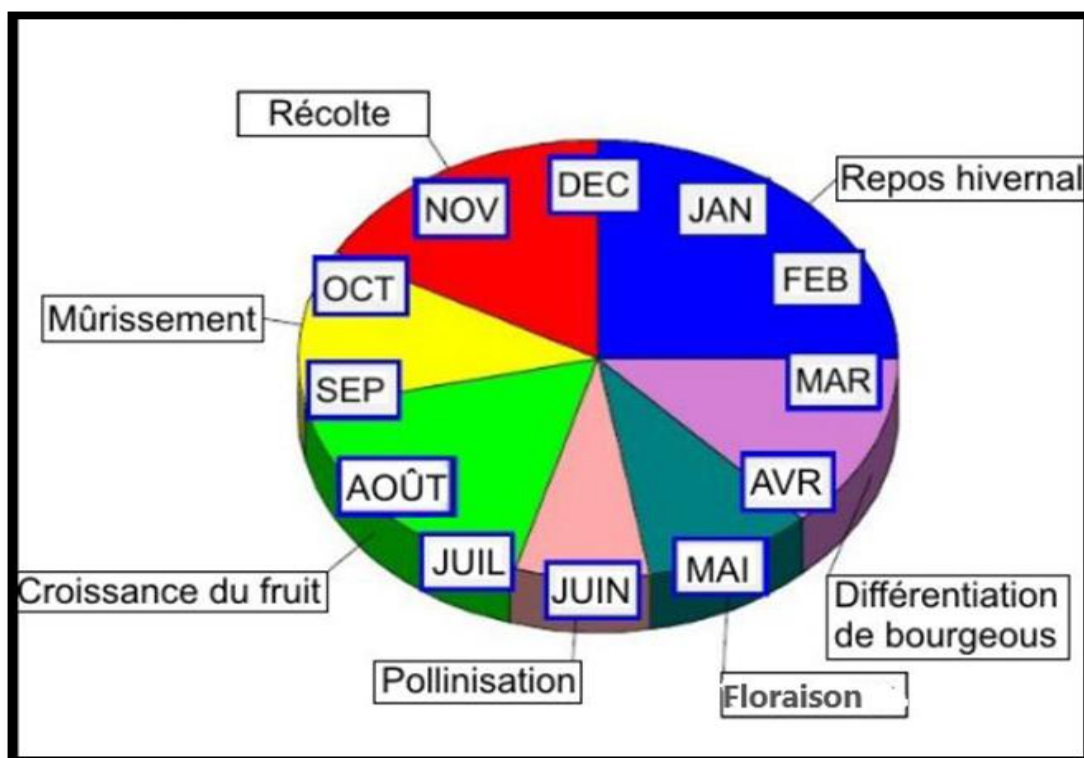 Récolte
Repos hivernal
DEC
JAN
NOV
FEB
OCT
Mûrissement
MAR
SEP
AVR
AOÛT
JUIL
MAI
JUIN
Croissance du fruit
Différentiation
de bourgeous
Pollinisation
Floraison